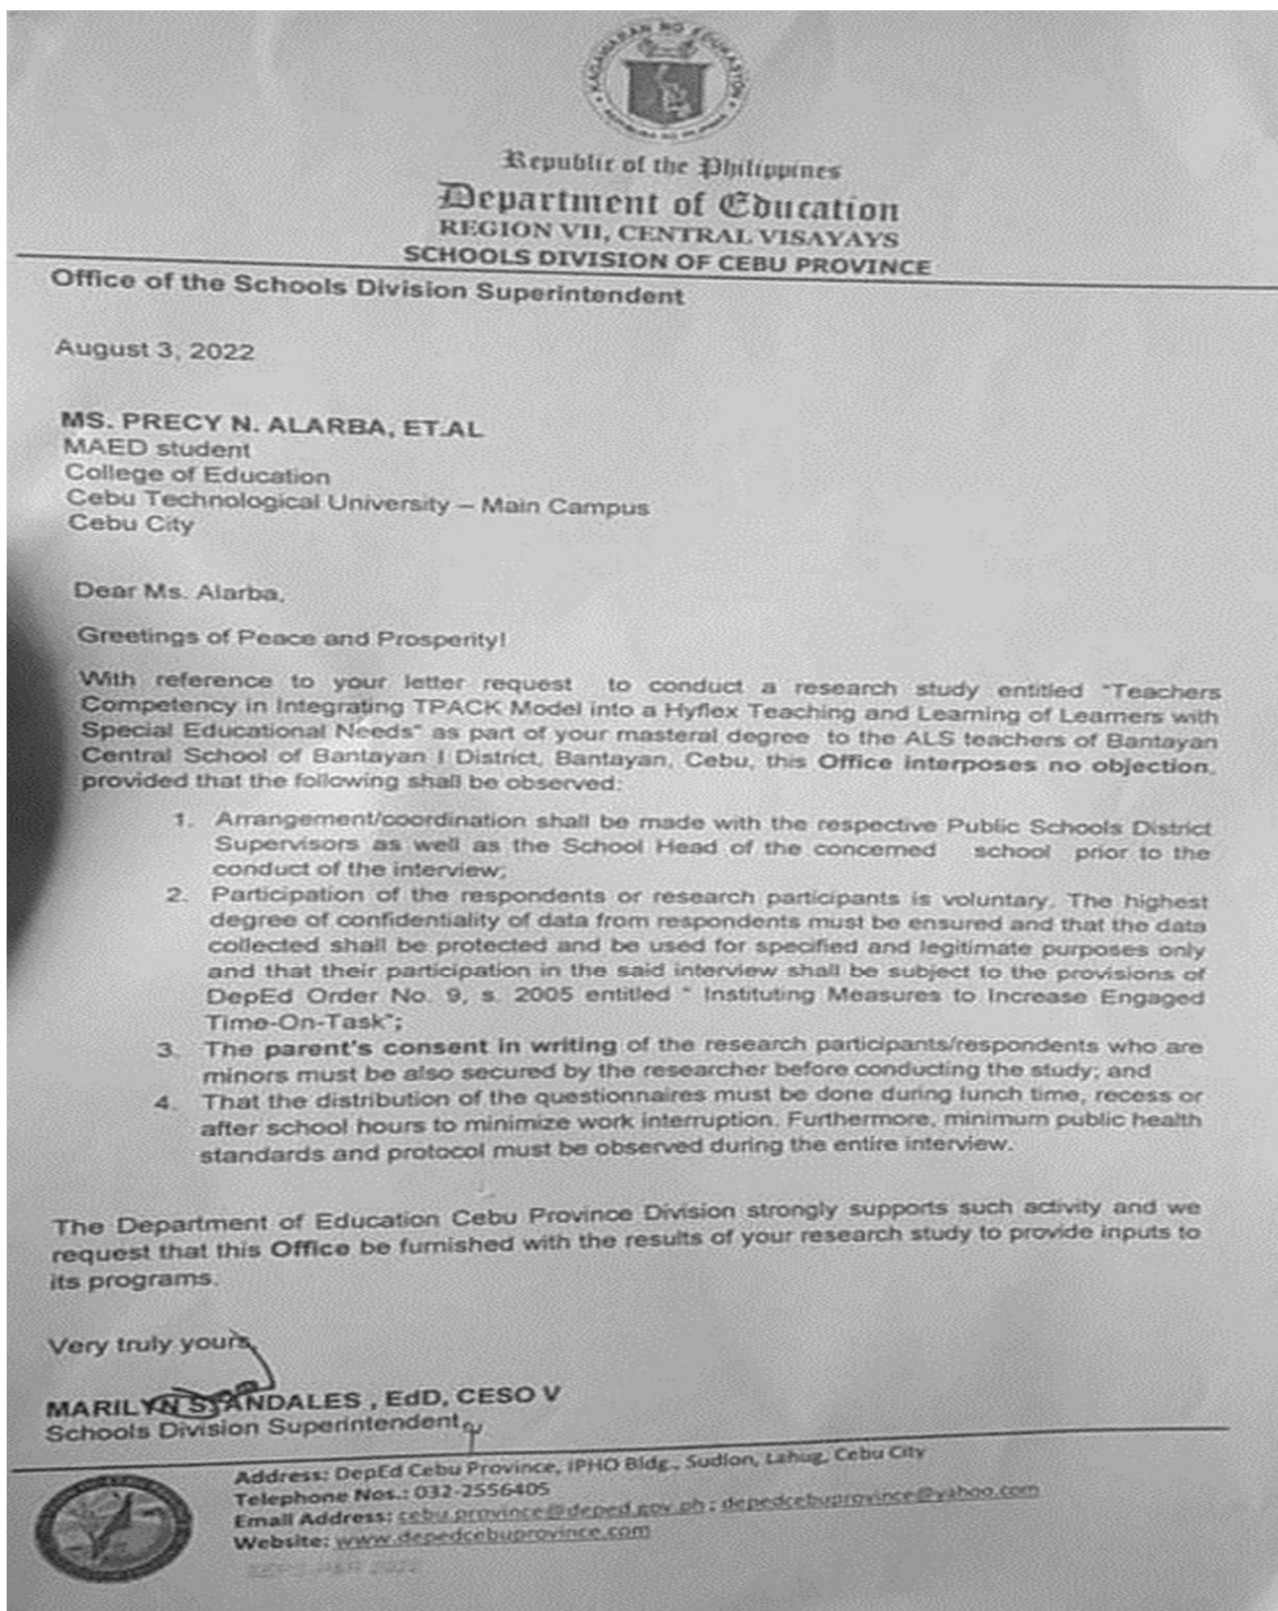 KAGAWARAN NG EDUKASYON
Republic of the Philippines
Department of Education
REGION VII, CENTRAL VISAYAYS
SCHOOLS DIVISION OF CEBU PROVINCE
Office of the Schools Division Superintendent
August 3, 2022
MS. PRECY N. ALARBA, ET.AL
MAED student
College of Education
Cebu Technological University – Main Campus
Cebu City
Dear Ms. Alarba,
Greetings of Peace and Prosperity!
With reference to your letter request to conduct a research study entitled "Teachers
Competency in Integrating TPACK Model into a Hyflex Teaching and Learning of Learners with
Special Educational Needs" as part of your masteral degree to the ALS teachers of Bantayan
Central School of Bantayan I District, Bantayan, Cebu, this Office interposes no objection,
provided that the following shall be observed:
1. Arrangement/coordination shall be made with the respective Public Schools District
Supervisors as well as the School Head of the concerned school prior to the
conduct of the interview;
2. Participation of the respondents or research participants is voluntary. The highest
degree of confidentiality of data from respondents must be ensured and that the data
collected shall be protected and be used for specified and legitimate purposes only
and that their participation in the said interview shall be subject to the provisions of
DepEd Order No. 9, s. 2005 entitled " Instituting Measures to Increase Engaged
Time-On-Task";
3. The parent's consent in writing of the research participants/respondents who are
minors must be also secured by the researcher before conducting the study; and
4. That the distribution of the questionnaires must be done during lunch time, recess or
after school hours to minimize work interruption. Furthermore, minimum public health
standards and protocol must be observed during the entire interview.
The Department of Education Cebu Province Division strongly supports such activity and we
request that this Office be furnished with the results of your research study to provide inputs to
its programs.
Very truly yours,
MARILYN S. ANDALES , EdD, CESO V
Schools Division Superintendent
Address: DepEd Cebu Province, IPHO Bldg., Sudlon, Lahug, Cebu City
Telephone Nos.: 032-2556405
Email Address: cebu.province@deped.gov.ph ; depedcebuprovince@yahoo.com
Website: www.depedcebuprovince.com